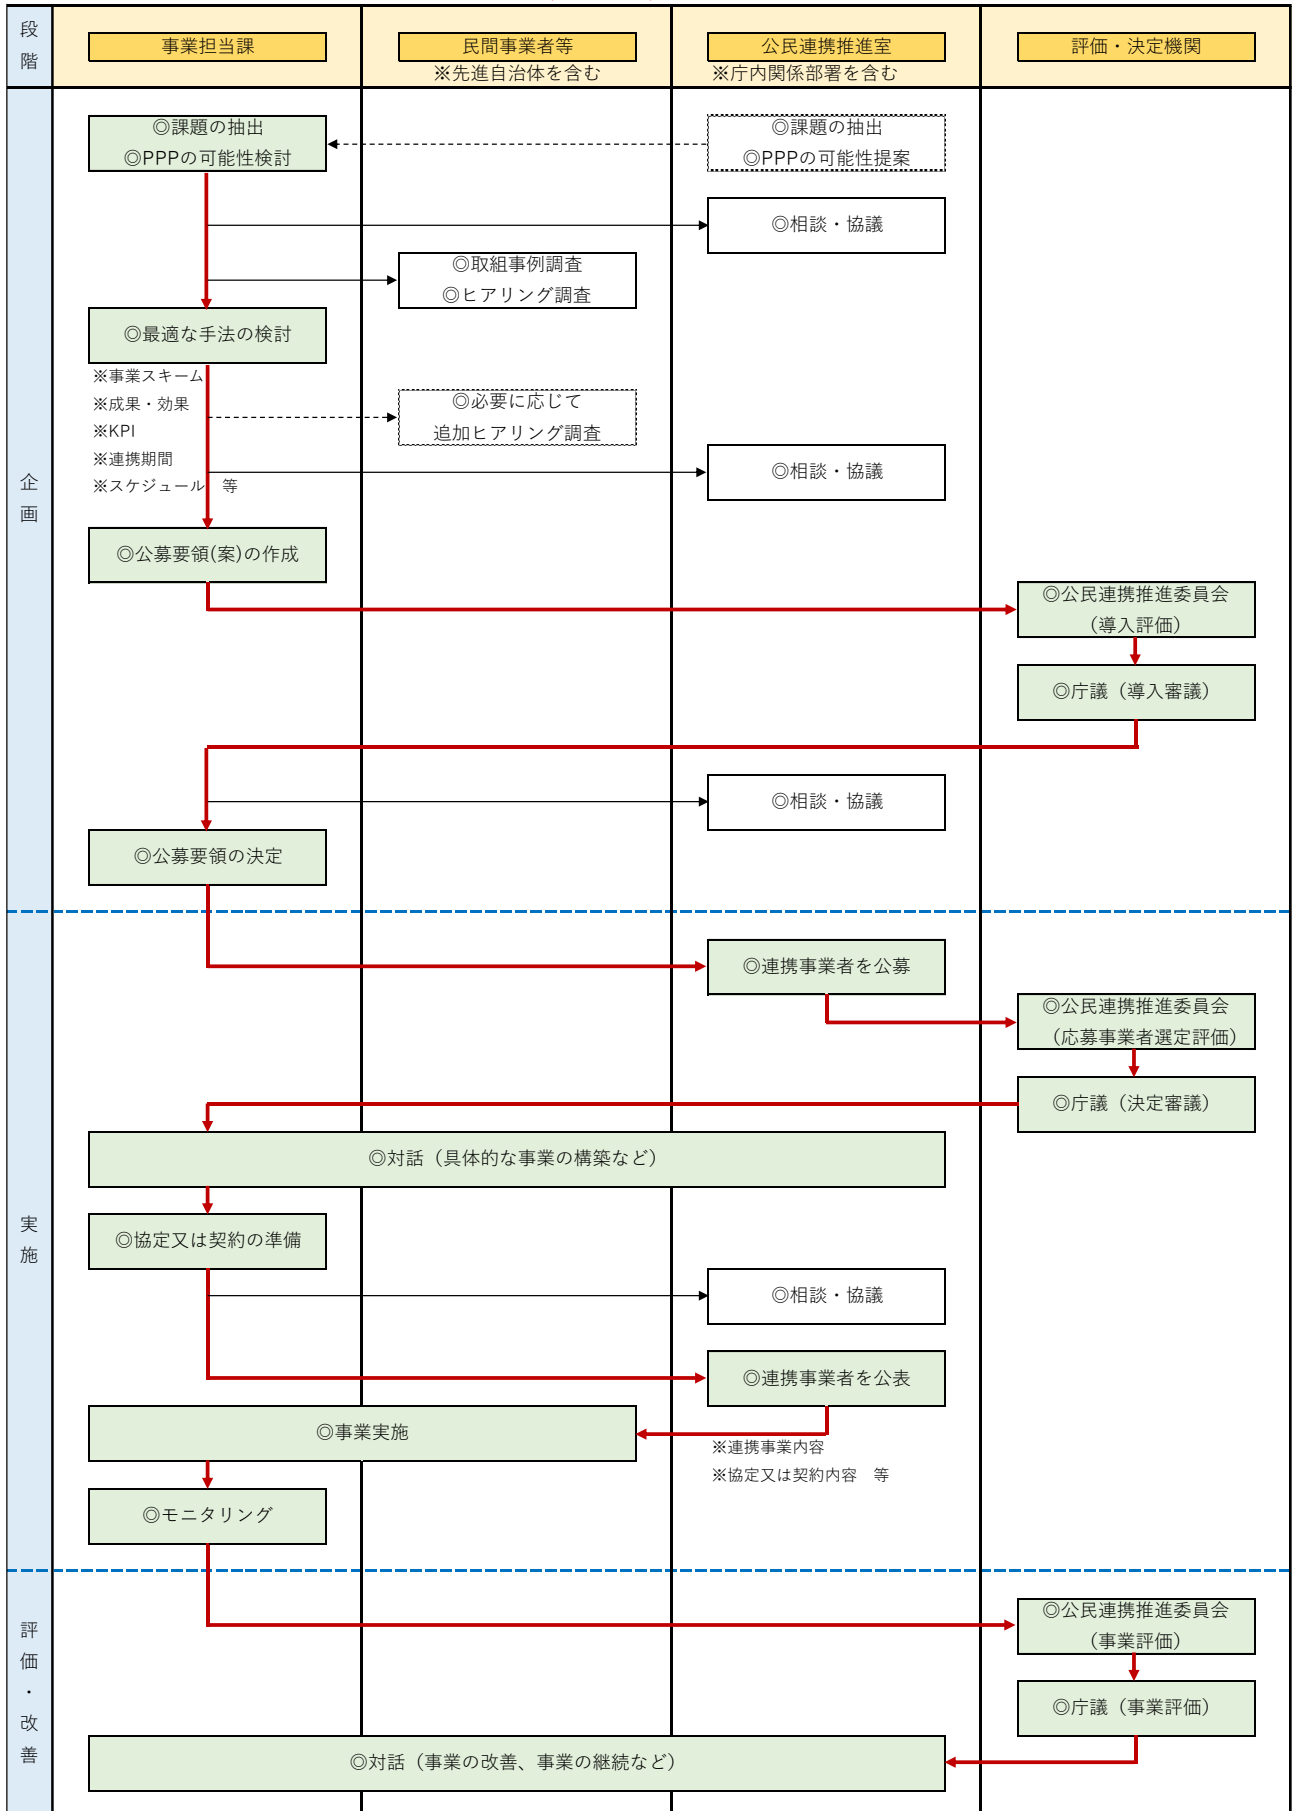 段
階
事業担当課
民間事業者等
※先進自治体を含む
公民連携推進室
※庁内関係部署を含む
評価・決定機関
企
画
◎課題の抽出
◎PPPの可能性検討
◎課題の抽出
◎PPPの可能性提案
◎相談・協議
◎取組事例調査
◎ヒアリング調査
◎最適な手法の検討
※事業スキーム
※成果・効果
※KPI
※連携期間
※スケジュール　等
◎必要に応じて
追加ヒアリング調査
◎相談・協議
◎公募要領(案)の作成
◎公民連携推進委員会
（導入評価）
◎庁議（導入審議）
◎相談・協議
◎公募要領の決定
実
施
◎連携事業者を公募
◎公民連携推進委員会
（応募事業者選定評価）
◎庁議（決定審議）
◎対話（具体的な事業の構築など）
◎協定又は契約の準備
◎相談・協議
◎連携事業者を公表
◎事業実施
※連携事業内容
※協定又は契約内容　等
◎モニタリング
評
価
・
改
善
◎公民連携推進委員会
（事業評価）
◎庁議（事業評価）
◎対話（事業の改善、事業の継続など）